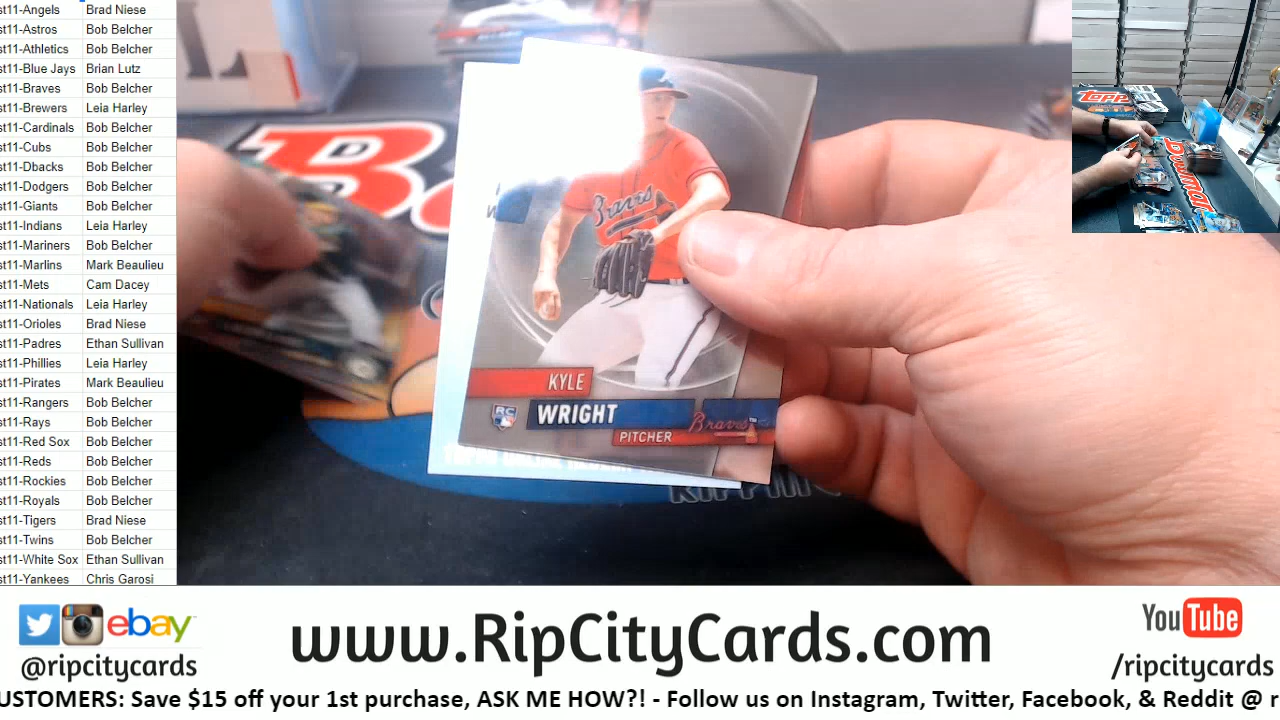 st11-Angels Brad Niese
st11-Astros Bob Belcher
st11-Athletics Bob Belcher
st11-Blue Jays Brian Lutz
st11-Braves Bob Belcher
st11-Brewers Leia Harley
st11-Cardinals Bob Belcher
st11-Cubs Bob Belcher
st11-Dbacks Bob Belcher
st11-Dodgers Bob Belcher
st11-Giants Bob Belcher
st11-Indians Leia Harley
st11-Mariners Bob Belcher
st11-Marlins Mark Beaulieu
st11-Mets Cam Dacey
st11-Nationals Leia Harley
st11-Orioles Brad Niese
st11-Padres Ethan Sullivan
st11-Phillies Leia Harley
st11-Pirates Mark Beaulieu
st11-Rangers Bob Belcher
st11-Rays Bob Belcher
st11-Red Sox Bob Belcher
st11-Reds Bob Belcher
st11-Rockies Bob Belcher
st11-Royals Bob Belcher
st11-Tigers Brad Niese
st11-Twins Bob Belcher
st11-White Sox Ethan Sullivan
st11-Yankees Chris Garosi
Braves
KYLE
RC
WRIGHT
Braves
PITCHER
Topps
Bowman
ebay
@ripcitycards
www.RipCityCards.com
YouTube
/ripcitycards
USTOMERS: Save $15 off your 1st purchase, ASK ME HOW?! - Follow us on Instagram, Twitter, Facebook, & Reddit @ r